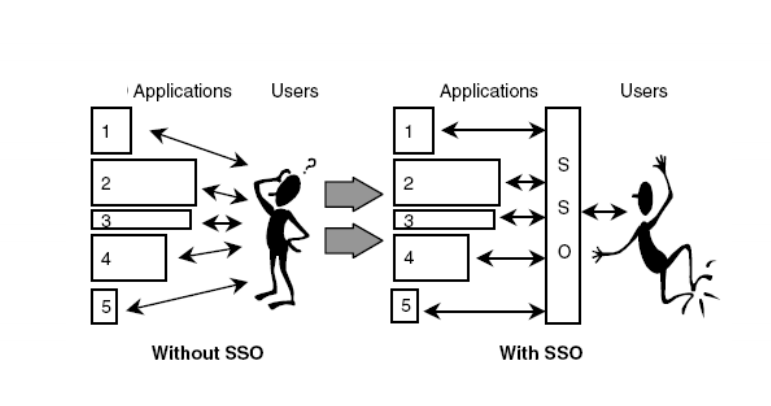 Applications Users
1
2
3
4
5
?
Without SSO
Applications Users
1
2
3
4
5
S
S
O
With SSO